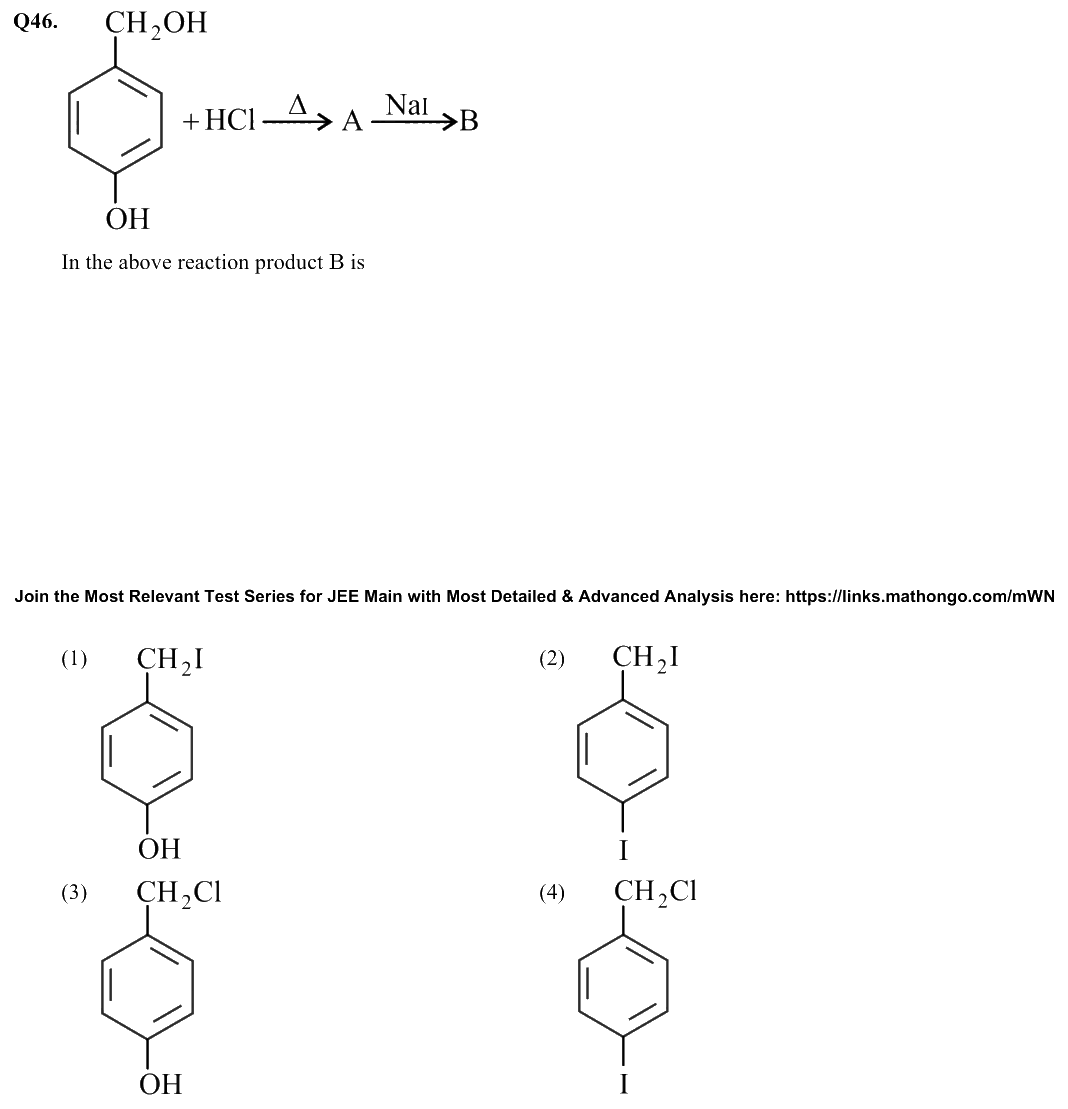 Q46. CH₂OH
+ HCl Δ A NaI B
OH
In the above reaction product B is
Join the Most Relevant Test Series for JEE Main with Most Detailed & Advanced Analysis here: https://links.mathongo.com/mWN
(1) CH₂I (2) CH₂I
OH I
(3) CH₂Cl (4) CH₂Cl
OH I